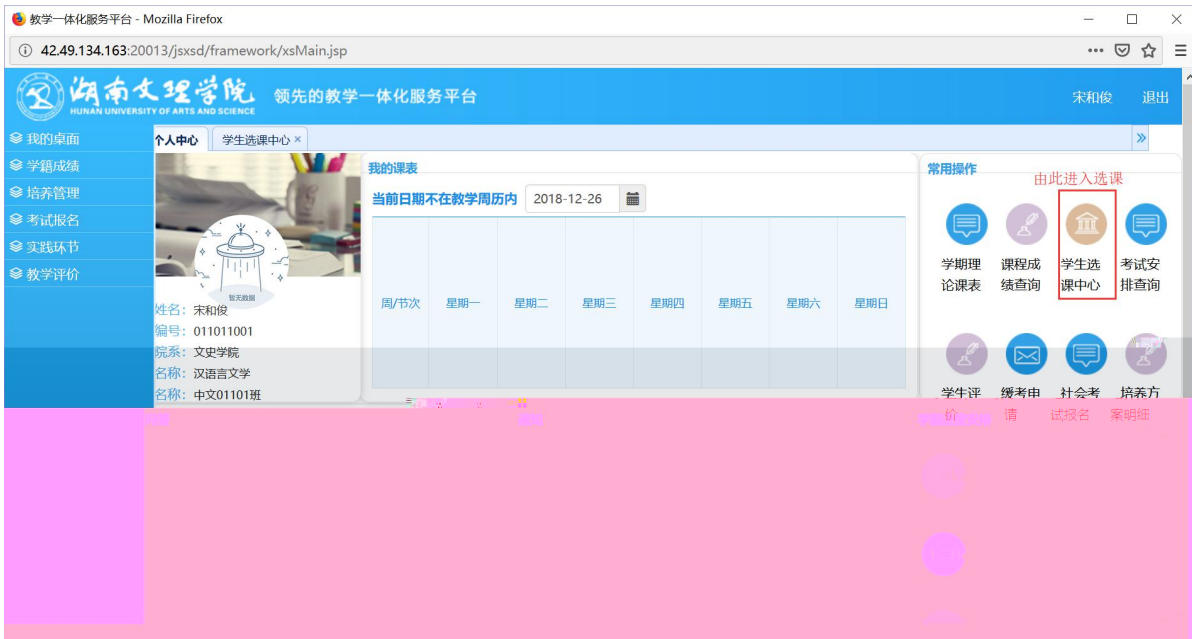 教学一体化服务平台 - Mozilla Firefox
42.49.134.163:20013/jsxsd/framework/xsMain.jsp
湖南文理学院
HUNAN UNIVERSITY OF ARTS AND SCIENCE
领先的教学一体化服务平台
宋和俊 退出
我的桌面
学籍成绩
培养管理
考试报名
实践环节
教学评价
个人中心 学生选课中心 ×
暂无数据
姓名：宋和俊
编号：011011001
院系：文史学院
名称：汉语言文学
名称：中文01101班
我的课表
当前日期不在教学周历内 2018-12-26
周/节次 星期一 星期二 星期三 星期四 星期五 星期六 星期日
常用操作
由此进入选课
学期理论课表
课程成绩查询
学生选课中心
考试安排查询
学生评价
缓考申请
社会考试报名
培养方案明细